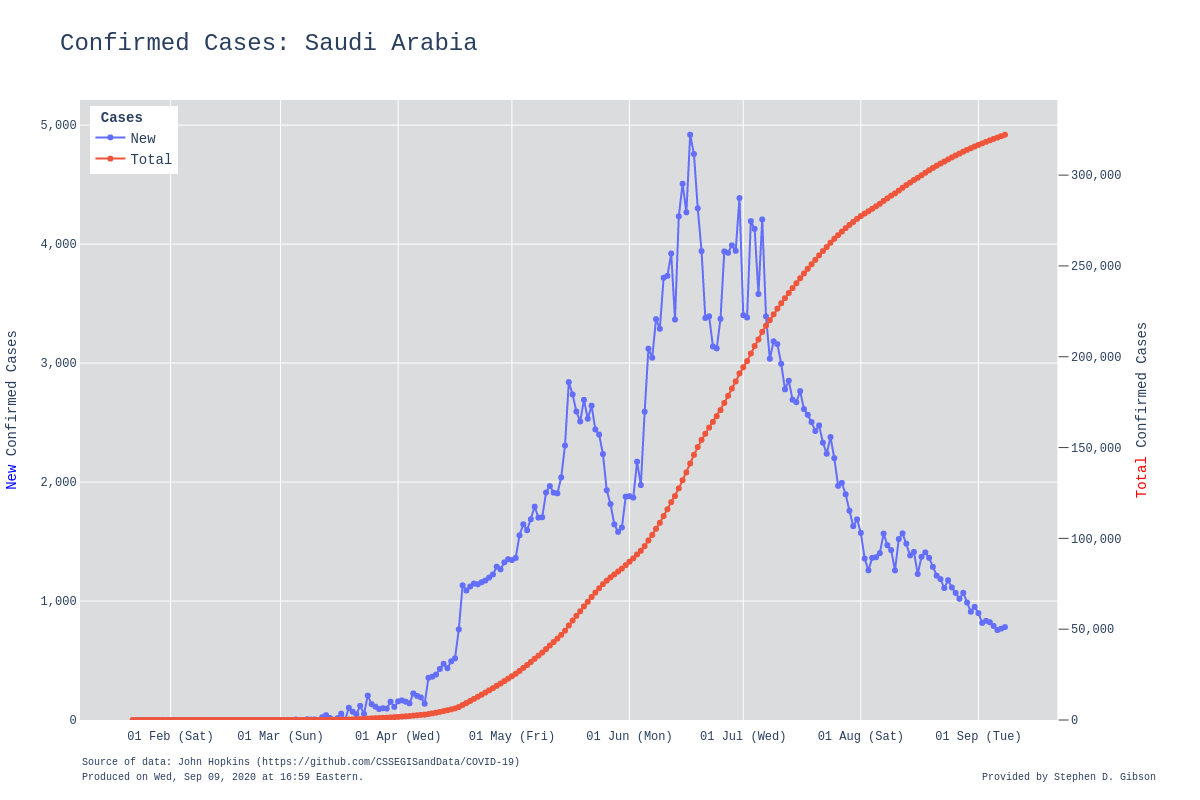 Confirmed Cases: Saudi Arabia
Cases
New
Total
5,000
4,000
3,000
2,000
1,000
0
New Confirmed Cases
300,000
250,000
200,000
150,000
100,000
50,000
0
Total Confirmed Cases
01 Feb (Sat) 01 Mar (Sun) 01 Apr (Wed) 01 May (Fri) 01 Jun (Mon) 01 Jul (Wed) 01 Aug (Sat) 01 Sep (Tue)
Source of data: John Hopkins (https://github.com/CSSEGISandData/COVID-19)
Produced on Wed, Sep 09, 2020 at 16:59 Eastern.
Provided by Stephen D. Gibson